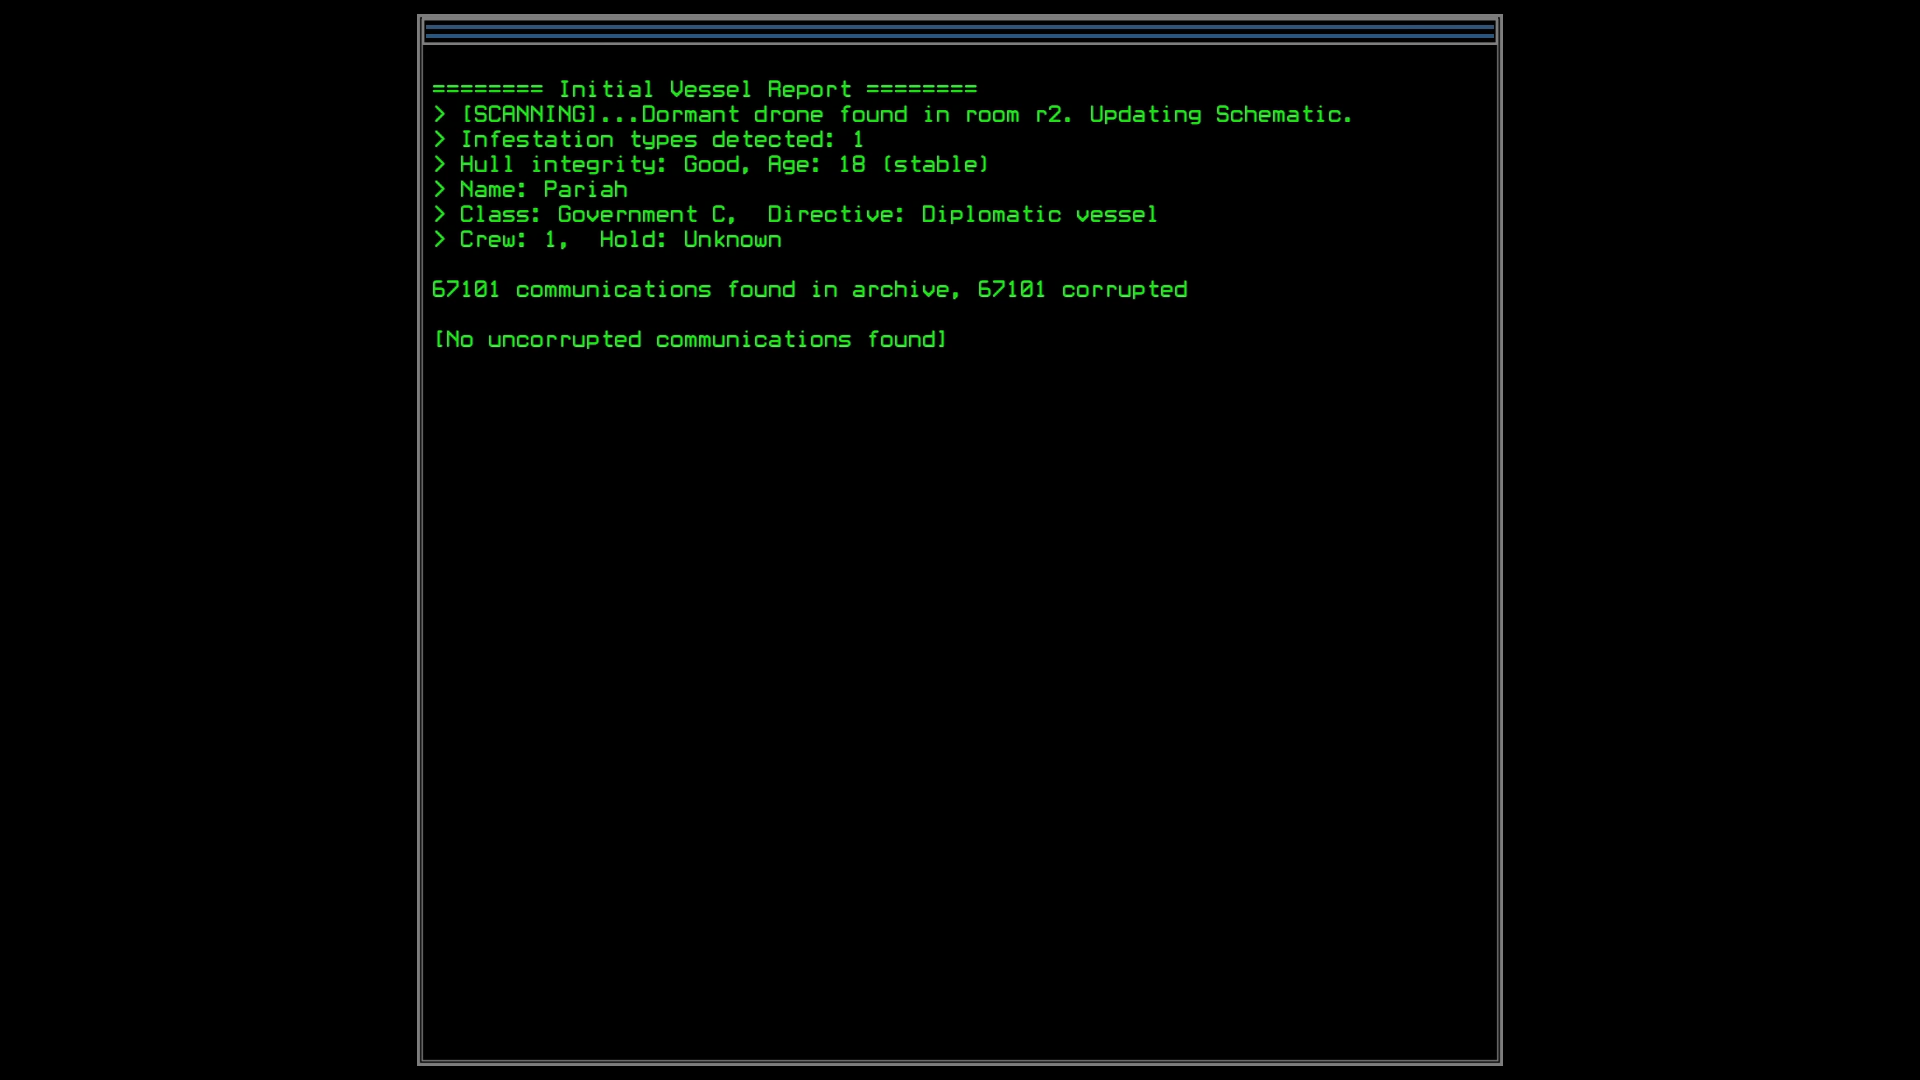 ======== Initial Vessel Report ========
> [SCANNING]...Dormant drone found in room r2. Updating Schematic.
> Infestation types detected: 1
> Hull integrity: Good, Age: 18 (stable)
> Name: Pariah
> Class: Government C,  Directive: Diplomatic vessel
> Crew: 1,  Hold: Unknown
67101 communications found in archive, 67101 corrupted
[No uncorrupted communications found]